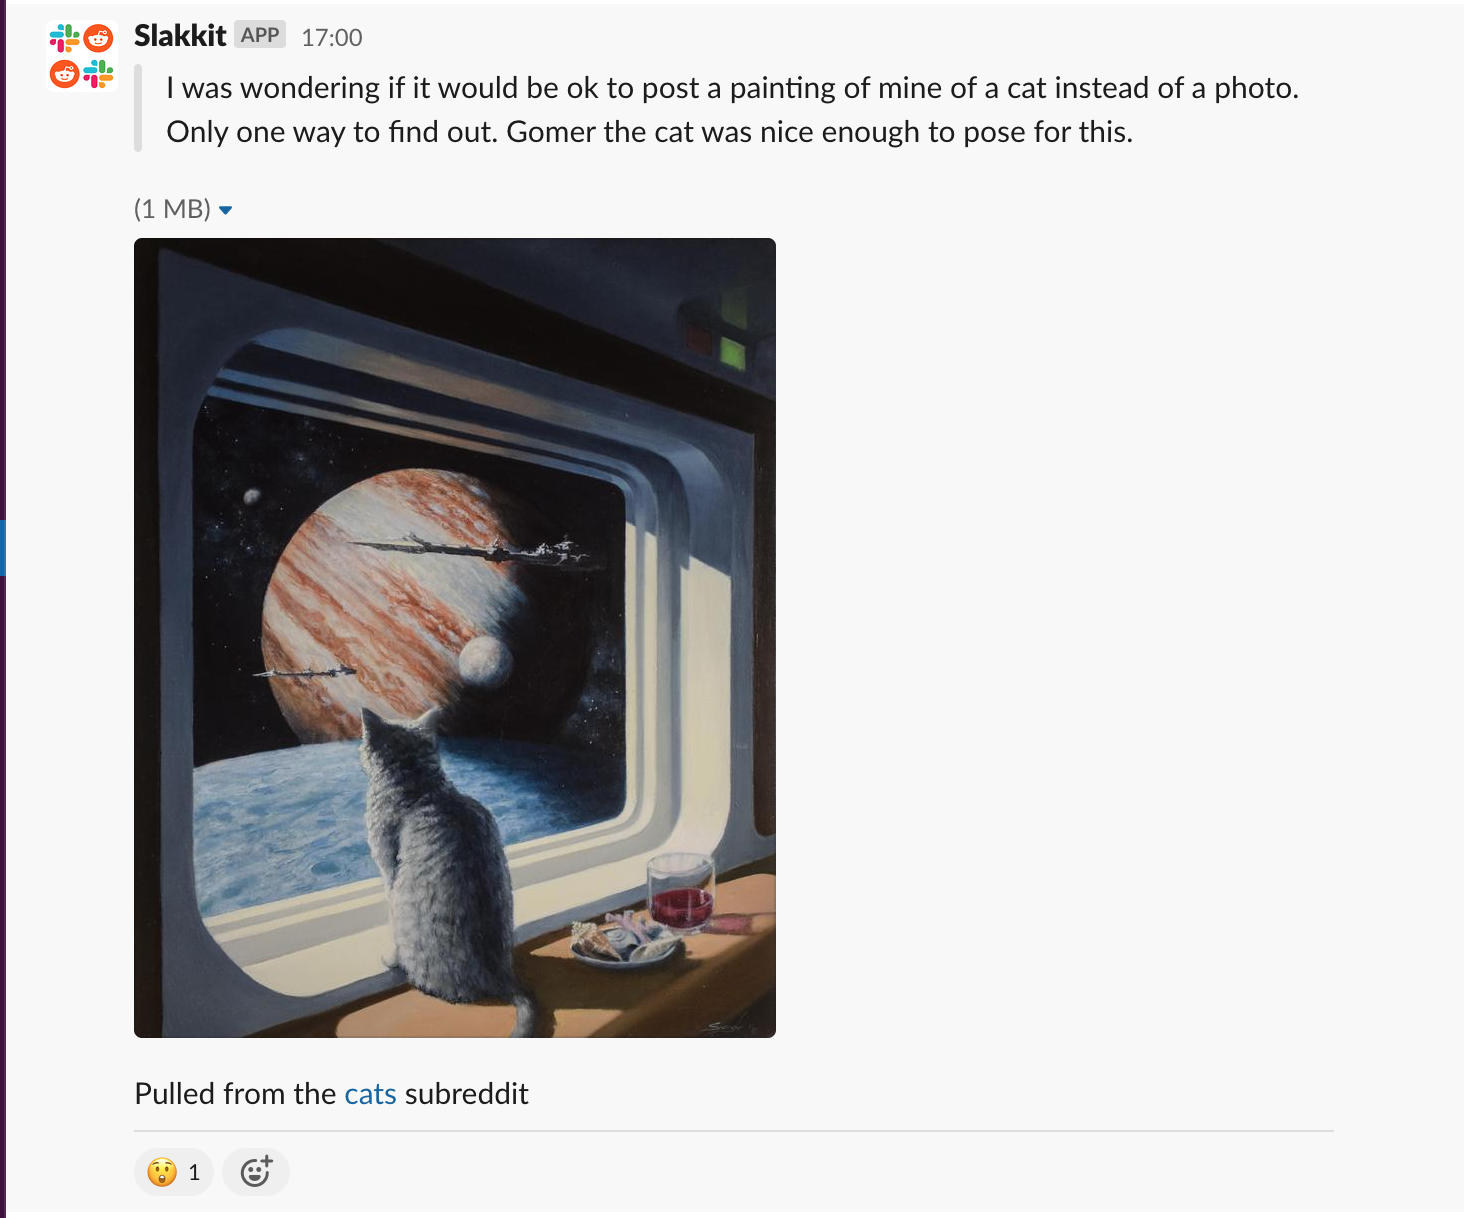 Slakkit APP 17:00
I was wondering if it would be ok to post a painting of mine of a cat instead of a photo.
Only one way to find out. Gomer the cat was nice enough to pose for this.
(1 MB)
Pulled from the cats subreddit
1